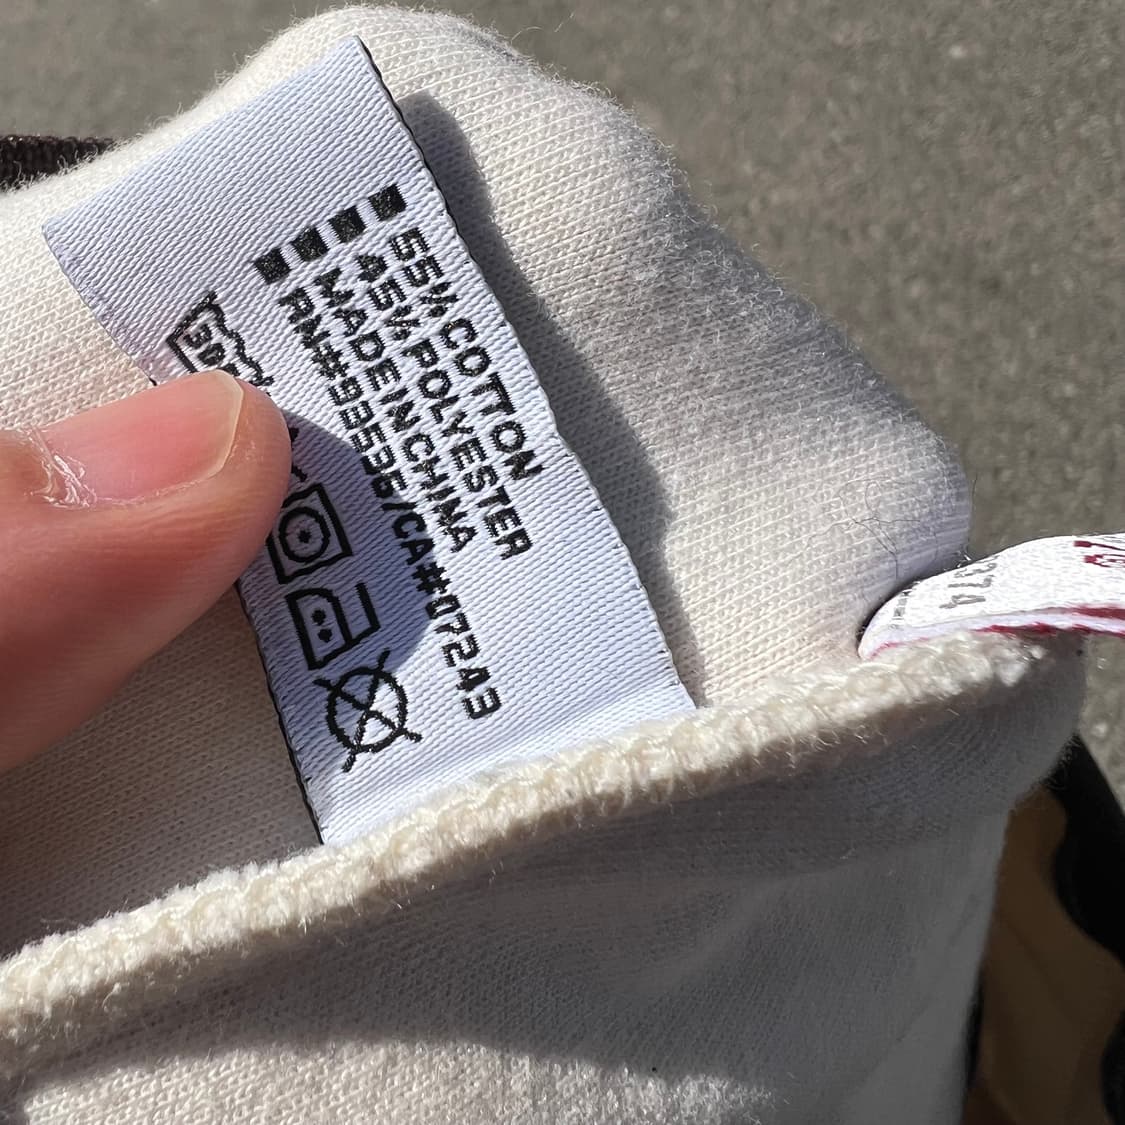 55% COTTON
45% POLYESTER
MADE IN CHINA
RN#93535/CA#07243